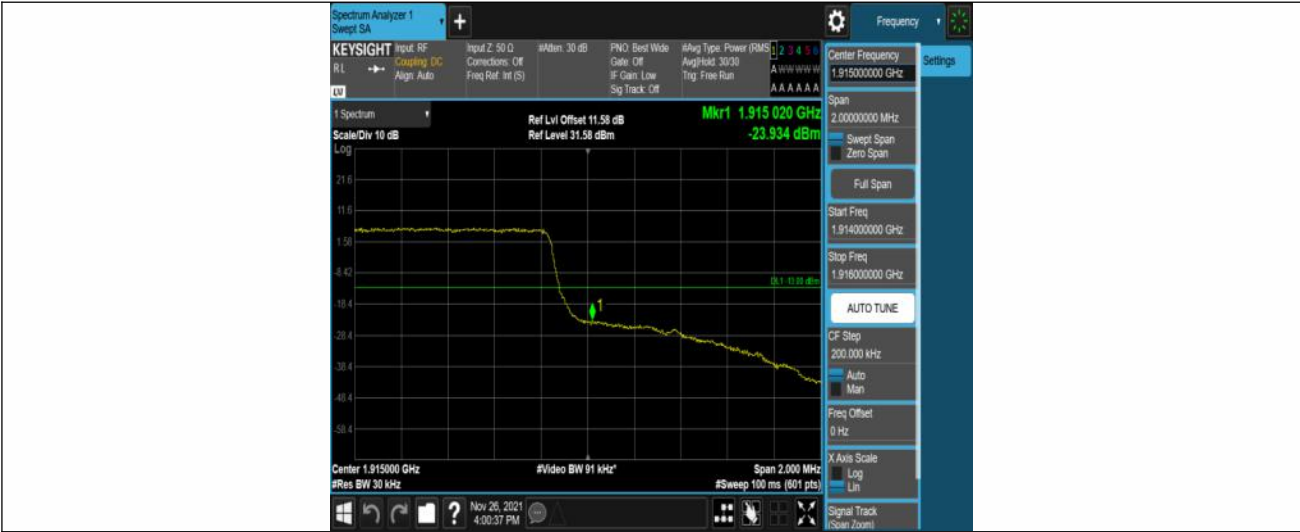 Spectrum Analyzer 1
Swept SA
+
Frequency
KEYSIGHT
RL
Input: RF
Coupling: DC
Align: Auto
Input Z: 50 Ω
Corrections: Off
Freq Ref: Int (S)
#Atten: 30 dB
PNO: Best Wide
Gate: Off
IF Gain: Low
Sig Track: Off
#Avg Type: Power (RMS
Avg|Hold: 30/30
Trig: Free Run
1 2 3 4 5 6
A W W W W W
A A A A A A
1 Spectrum
Scale/Div 10 dB
Ref Lvl Offset 11.58 dB
Ref Level 31.58 dBm
Mkr1 1.915 020 GHz
-23.934 dBm
Log
21.6
11.6
1.58
-8.42
-18.4
-28.4
-38.4
-48.4
-58.4
DL1 -13.00 dBm
1
Center 1.915000 GHz
#Res BW 30 kHz
#Video BW 91 kHz*
Span 2.000 MHz
#Sweep 100 ms (601 pts)
?
Nov 26, 2021
4:00:37 PM
Center Frequency
1.915000000 GHz
Settings
Span
2.00000000 MHz
Swept Span
Zero Span
Full Span
Start Freq
1.914000000 GHz
Stop Freq
1.916000000 GHz
AUTO TUNE
CF Step
200.000 kHz
Auto
Man
Freq Offset
0 Hz
X Axis Scale
Log
Lin
Signal Track
(Span Zoom)